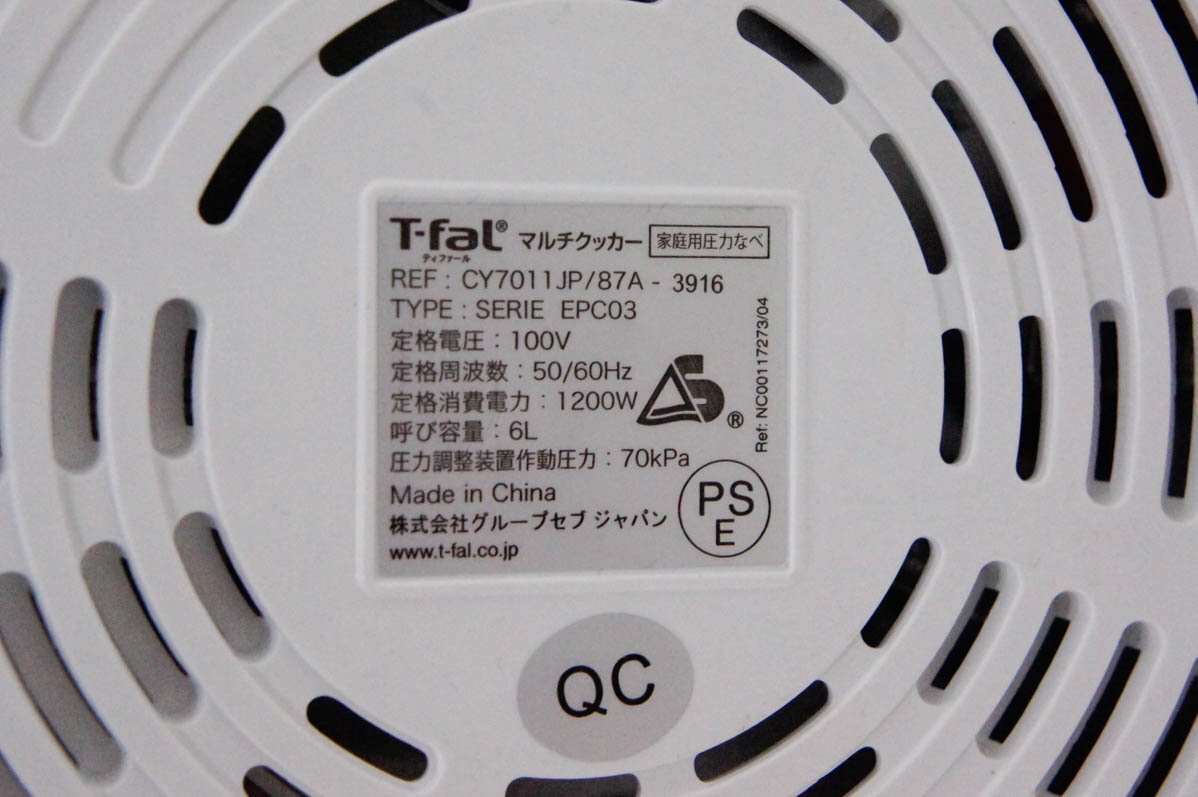 T-fal® マルチクッカー 家庭用圧力なべ
ティファール
REF : CY7011JP/87A - 3916
TYPE : SERIE EPC03
定格電圧 : 100V
定格周波数 : 50/60Hz
定格消費電力 : 1200W
呼び容量 : 6L
圧力調整装置作動圧力 : 70kPa
Made in China
株式会社グループセブ ジャパン
www.t-fal.co.jp
S ®
Ref: NC00117273/04
PS
E
QC